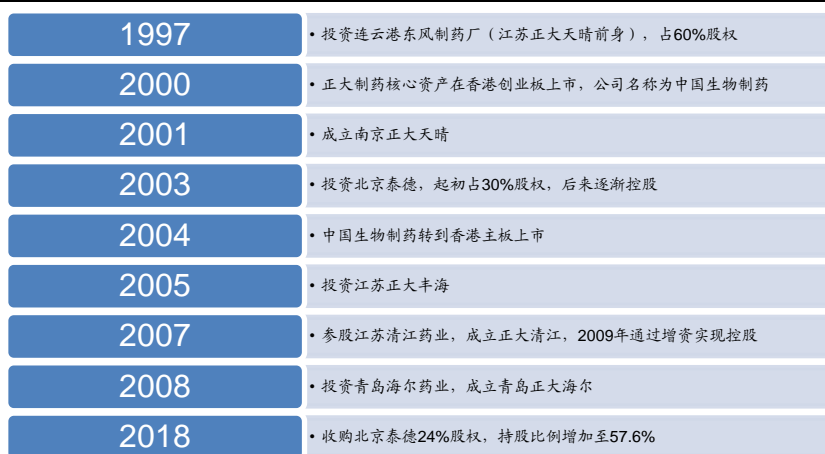 1997
• 投资连云港东风制药厂（江苏正大天晴前身），占60%股权
2000
• 正大制药核心资产在香港创业板上市，公司名称为中国生物制药
2001
• 成立南京正大天晴
2003
• 投资北京泰德，起初占30%股权，后来逐渐控股
2004
• 中国生物制药转到香港主板上市
2005
• 投资江苏正大丰海
2007
• 参股江苏清江药业，成立正大清江，2009年通过增资实现控股
2008
• 投资青岛海尔药业，成立青岛正大海尔
2018
• 收购北京泰德24%股权，持股比例增加至57.6%